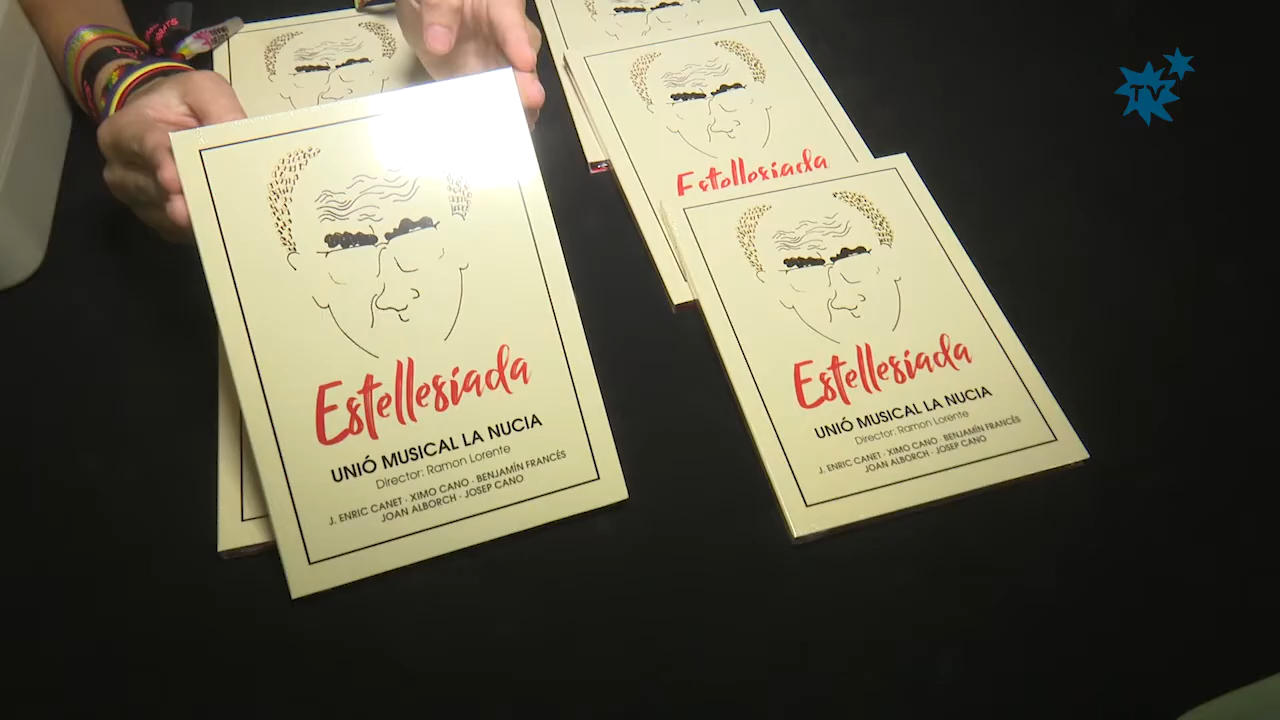 Estellesiada
UNIÓ MUSICAL LA NUCIA
Director: Ramon Lorente
J. ENRIC CANET · XIMO CANO · BENJAMÍN FRANCÉS
JOAN ALBORCH · JOSEP CANO
Estellesiada
Estellesiada
UNIÓ MUSICAL LA NUCIA
Director: Ramon Lorente
J. ENRIC CANET · XIMO CANO · BENJAMÍN FRANCÉS
JOAN ALBORCH · JOSEP CANO
TV